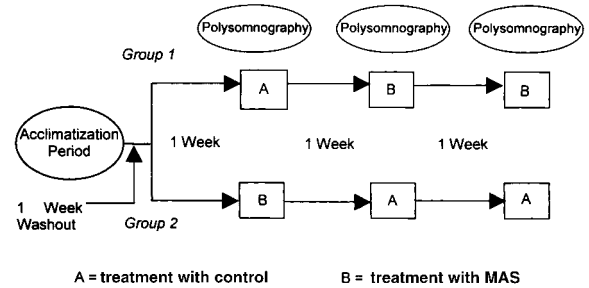 Polysomnography Polysomnography Polysomnography
Group 1
A B B
Acclimatization
Period
1 Week 1 Week 1 Week
1 Week
Washout
Group 2
B A A
A = treatment with control B = treatment with MAS